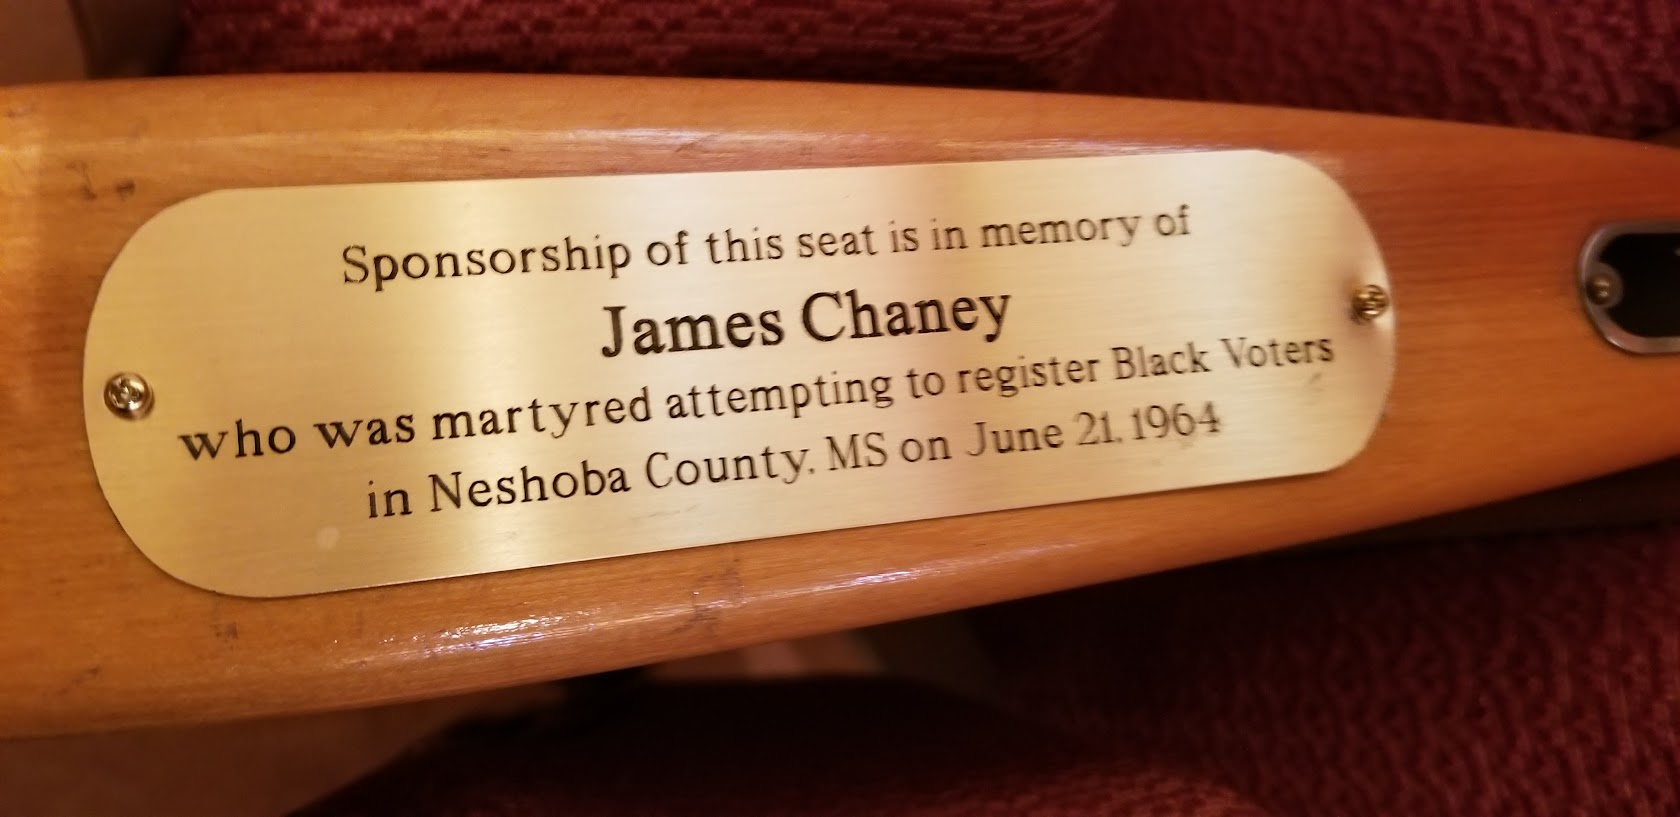 Sponsorship of this seat is in memory of
James Chaney
who was martyred attempting to register Black Voters
in Neshoba County, MS on June 21, 1964